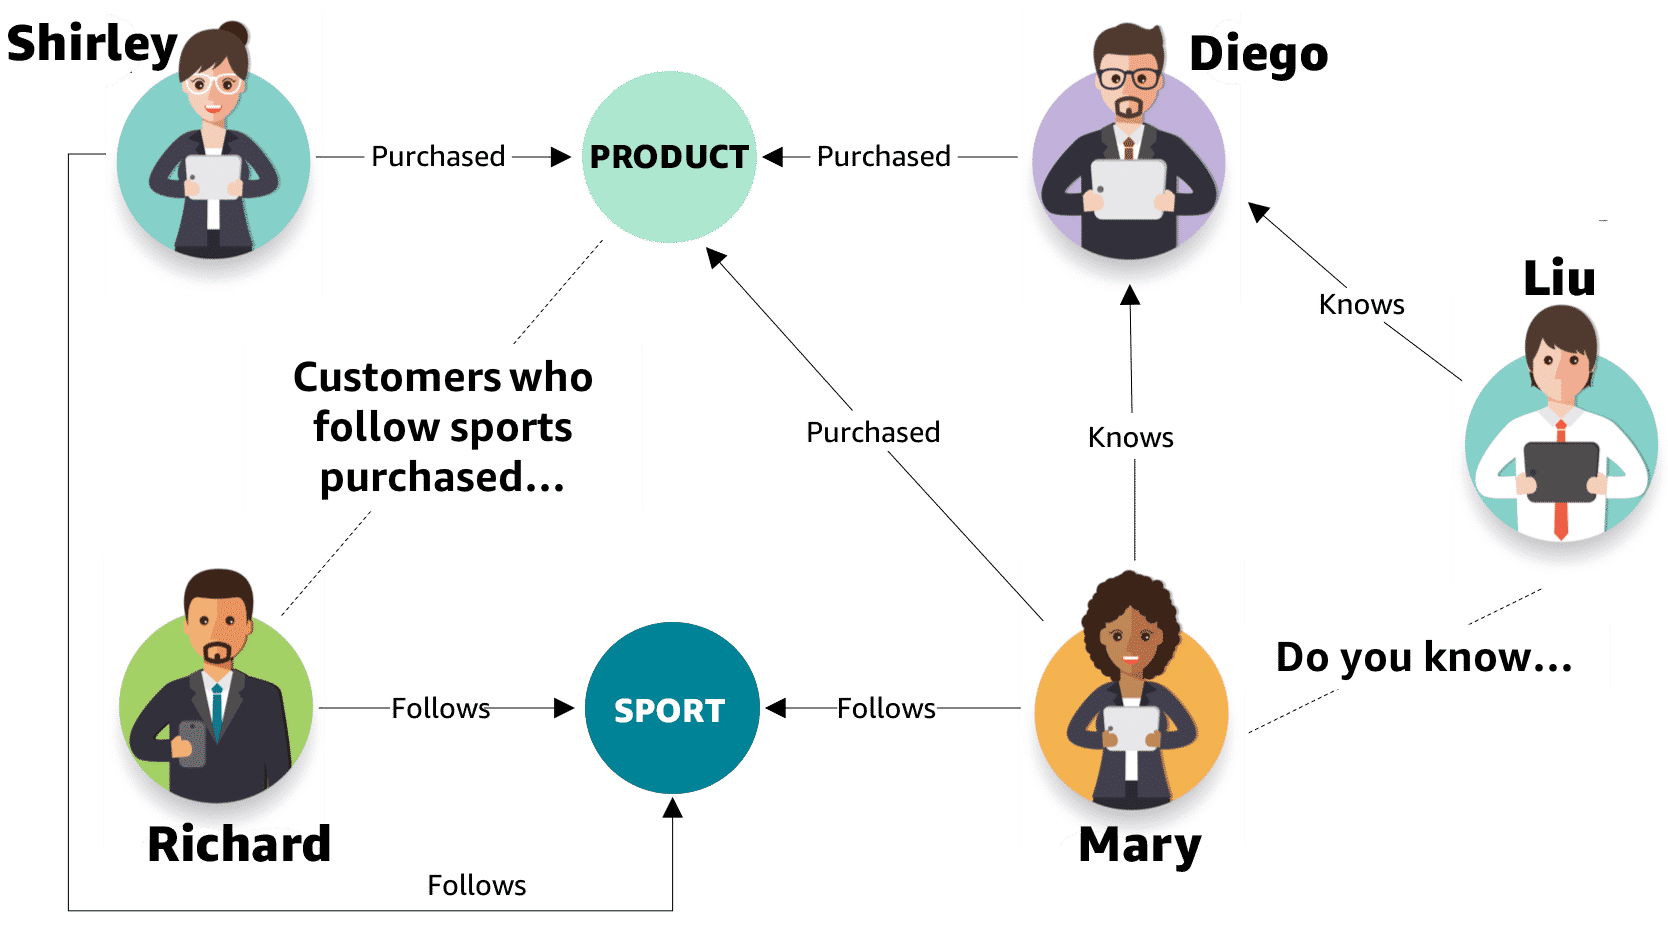 Shirley
Diego
Purchased
PRODUCT
Purchased
Liu
Knows
Customers who
follow sports
purchased...
Purchased
Knows
Do you know...
Follows
SPORT
Follows
Richard
Mary
Follows